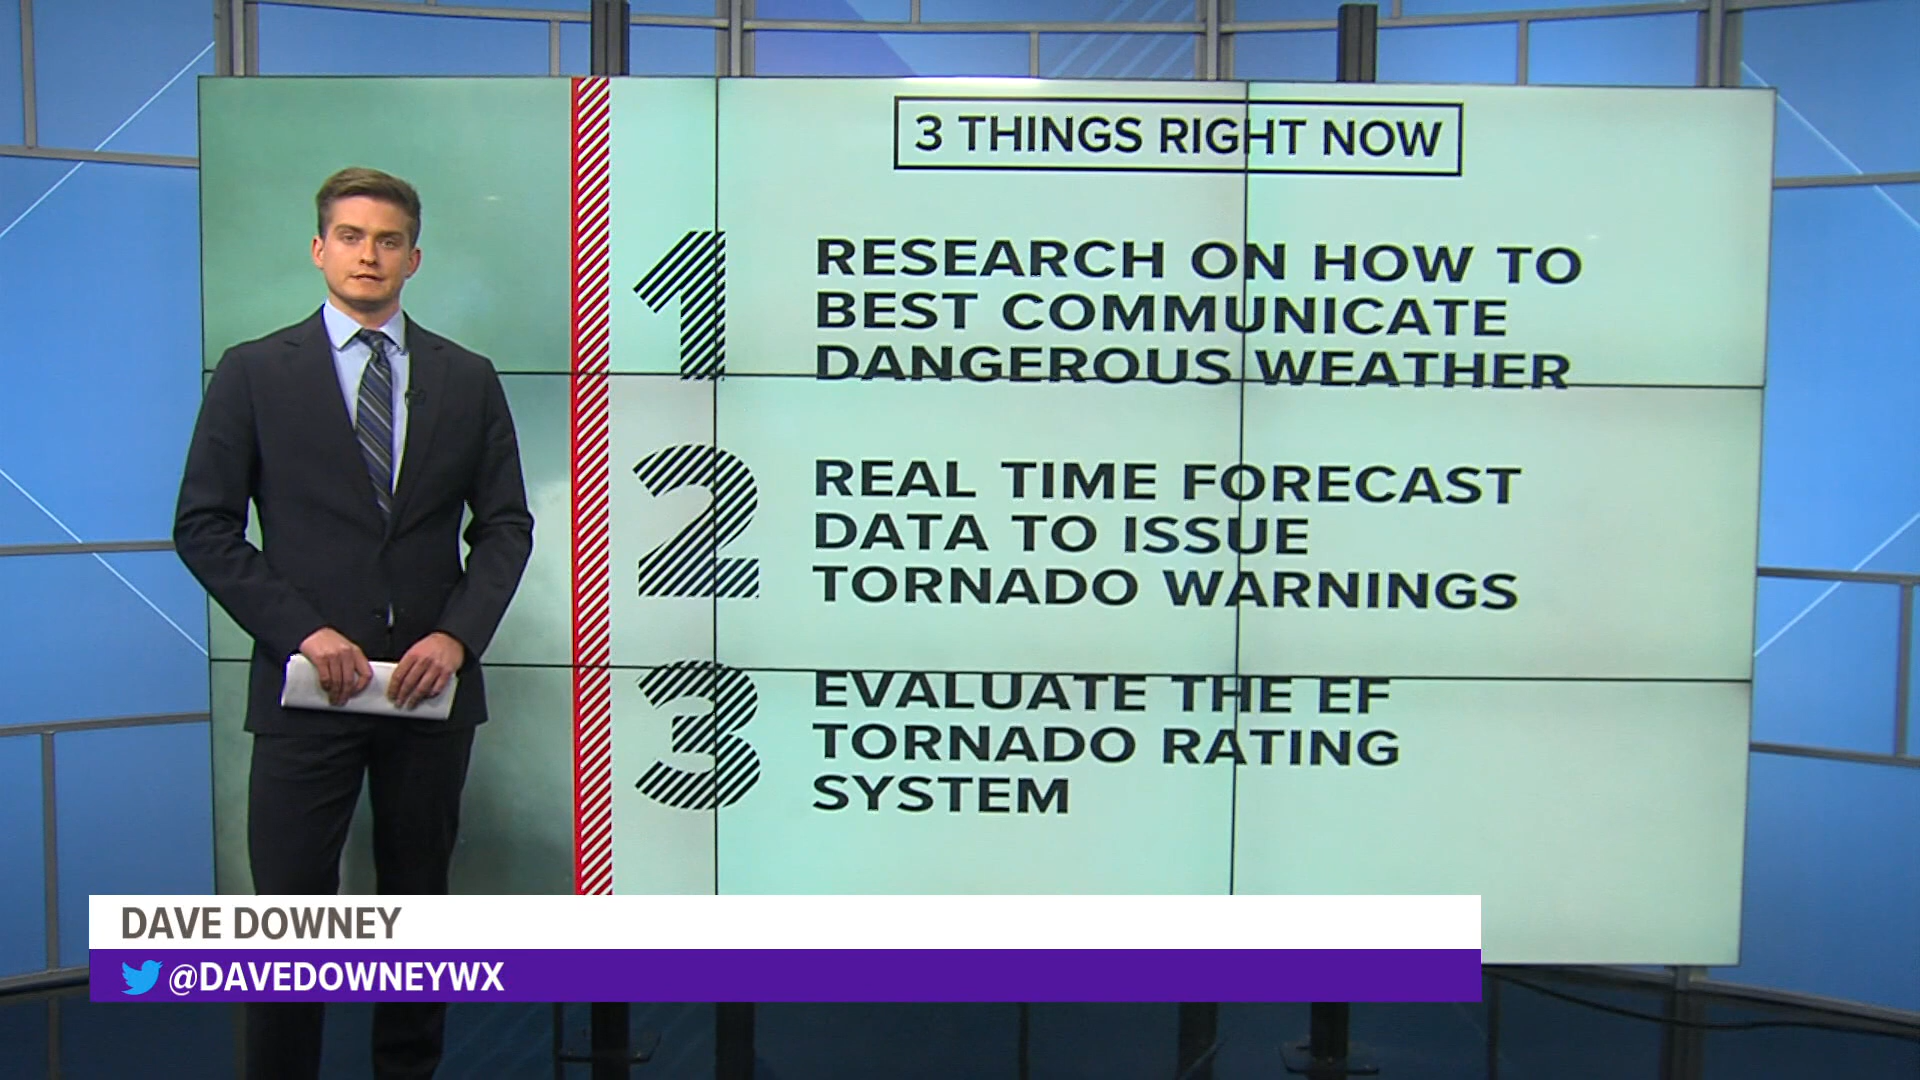 3 THINGS RIGHT NOW
1
RESEARCH ON HOW TO
BEST COMMUNICATE
DANGEROUS WEATHER
2
REAL TIME FORECAST
DATA TO ISSUE
TORNADO WARNINGS
3
EVALUATE THE EF
TORNADO RATING
SYSTEM
DAVE DOWNEY
@DAVEDOWNEYWX